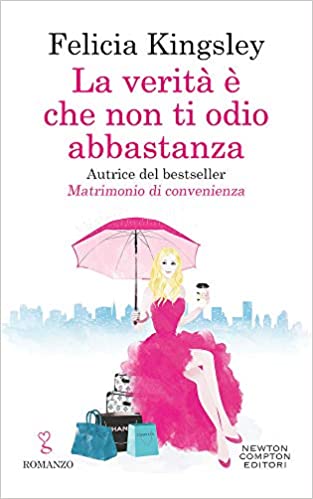 Felicia Kingsley
La verità è
che non ti odio
abbastanza
Autrice del bestseller
Matrimonio di convenienza
CHANEL
ROMANZO
NEWTON
COMPTON
EDITORI